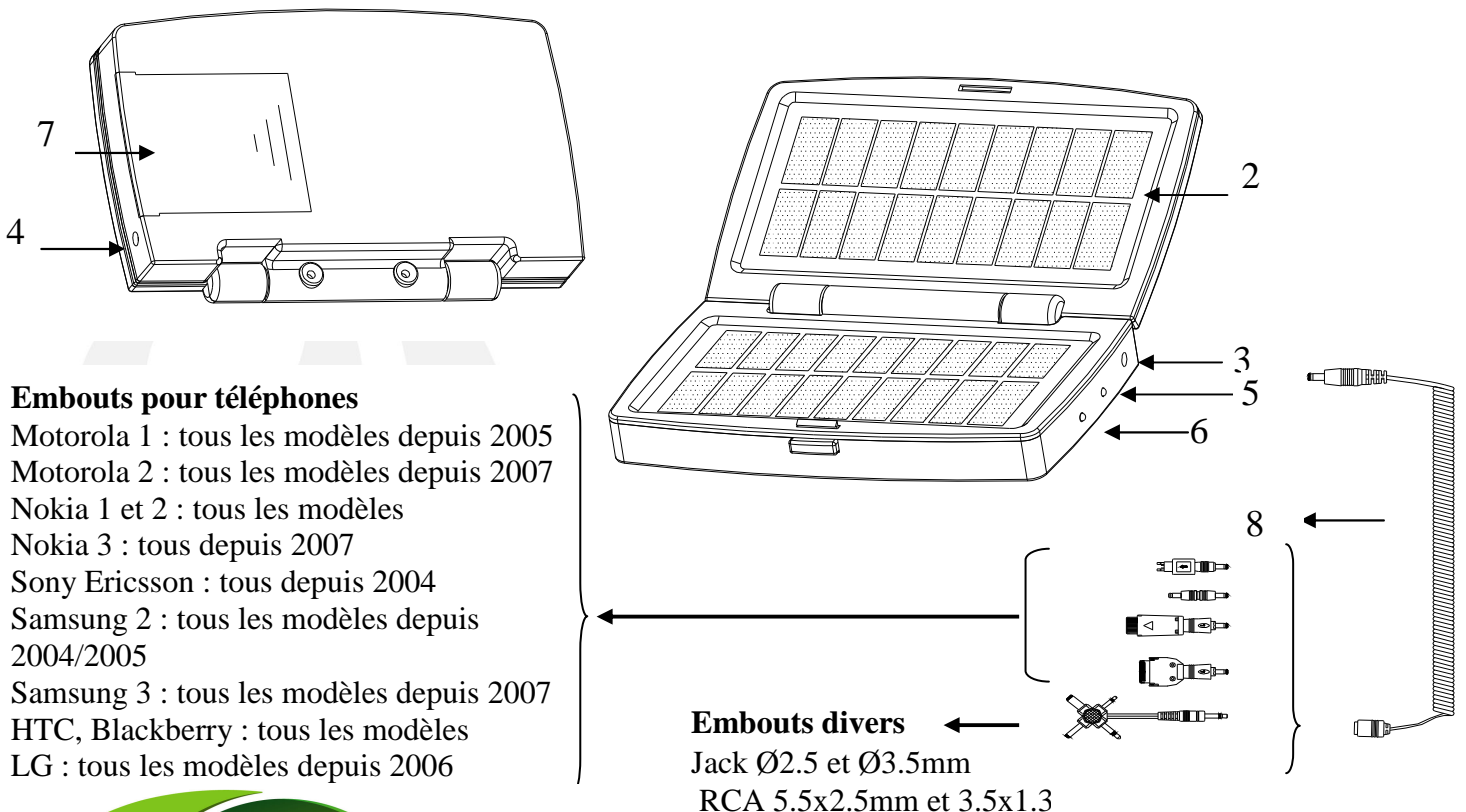 7
4
2
3
5
6
8
Embouts pour téléphones
Motorola 1 : tous les modèles depuis 2005
Motorola 2 : tous les modèles depuis 2007
Nokia 1 et 2 : tous les modèles
Nokia 3 : tous depuis 2007
Sony Ericsson : tous depuis 2004
Samsung 2 : tous les modèles depuis
2004/2005
Samsung 3 : tous les modèles depuis 2007
HTC, Blackberry : tous les modèles
LG : tous les modèles depuis 2006
Embouts divers
Jack Ø2.5 et Ø3.5mm
RCA 5.5x2.5mm et 3.5x1.3